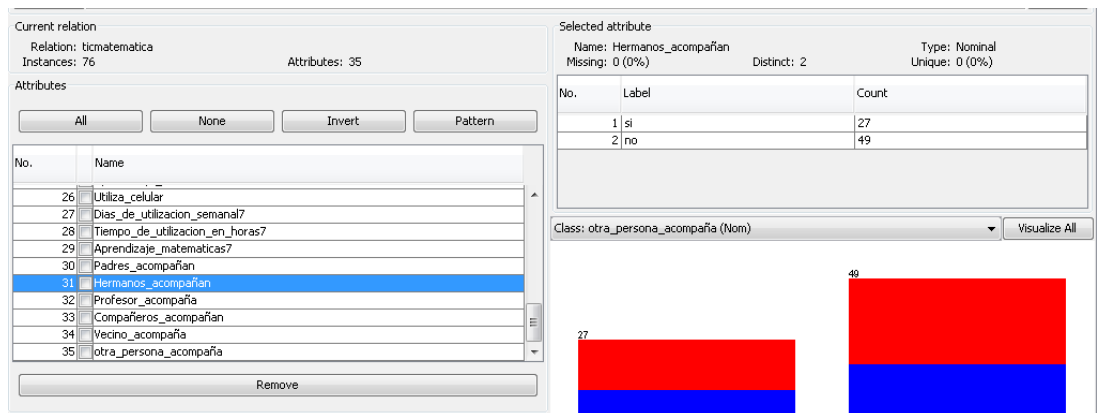 Current relation
Relation: ticmatematica
Instances: 76 Attributes: 35
Attributes
All None Invert Pattern
No. Name
26 Utiliza_celular
27 Dias_de_utilizacion_semanal7
28 Tiempo_de_utilizacion_en_horas7
29 Aprendizaje_matematicas7
30 Padres_acompañan
31 Hermanos_acompañan
32 Profesor_acompaña
33 Compañeros_acompañan
34 Vecino_acompaña
35 otra_persona_acompaña
Remove
Selected attribute
Name: Hermanos_acompañan Type: Nominal
Missing: 0 (0%) Distinct: 2 Unique: 0 (0%)
No. Label Count
1 si 27
2 no 49
Class: otra_persona_acompaña (Nom) Visualize All
49
27